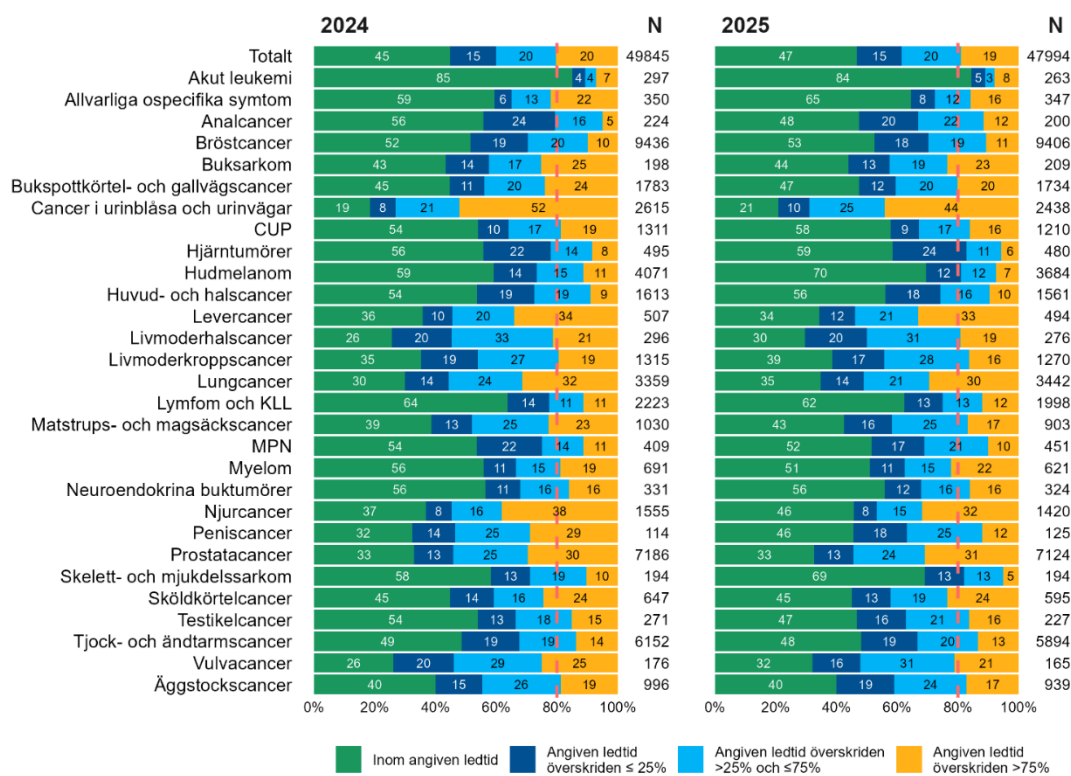 2024 N 2025 N
Totalt 45 15 20 20 49845 47 15 20 19 47994
Akut leukemi 85 4 4 7 297 84 5 3 8 263
Allvarliga ospecifika symtom 59 6 13 22 350 65 8 12 16 347
Analcancer 56 24 16 5 224 48 20 22 12 200
Bröstcancer 52 19 20 10 9436 53 18 19 11 9406
Buksarkom 43 14 17 25 198 44 13 19 23 209
Bukspottkörtel- och gallvägscancer 45 11 20 24 1783 47 12 20 20 1734
Cancer i urinblåsa och urinvägar 19 8 21 52 2615 21 10 25 44 2438
CUP 54 10 17 19 1311 58 9 17 16 1210
Hjärntumörer 56 22 14 8 495 59 24 11 6 480
Hudmelanom 59 14 15 11 4071 70 12 12 7 3684
Huvud- och halscancer 54 19 19 9 1613 56 18 16 10 1561
Levercancer 36 10 20 34 507 34 12 21 33 494
Livmoderhalscancer 26 20 33 21 296 30 20 31 19 276
Livmoderkroppscancer 35 19 27 19 1315 39 17 28 16 1270
Lungcancer 30 14 24 32 3359 35 14 21 30 3442
Lymfom och KLL 64 14 11 11 2223 62 13 13 12 1998
Matstrups- och magsäckscancer 39 13 25 23 1030 43 16 25 17 903
MPN 54 22 14 11 409 52 17 21 10 451
Myelom 56 11 15 19 691 51 11 15 22 621
Neuroendokrina buktumörer 56 11 16 16 331 56 12 16 16 324
Njurcancer 37 8 16 38 1555 46 8 15 32 1420
Peniscancer 32 14 25 29 114 46 18 25 12 125
Prostatacancer 33 13 25 30 7186 33 13 24 31 7124
Skelett- och mjukdelssarkom 58 13 19 10 194 69 13 13 5 194
Sköldkörtelcancer 45 14 16 24 647 45 13 19 24 595
Testikelcancer 54 13 18 15 271 47 16 21 16 227
Tjock- och ändtarmscancer 49 19 19 14 6152 48 19 20 13 5894
Vulvacancer 26 20 29 25 176 32 16 31 21 165
Äggstockscancer 40 15 26 19 996 40 19 24 17 939
0% 20% 40% 60% 80% 100% 0% 20% 40% 60% 80% 100%
Inom angiven ledtid
Angiven ledtid
överskriden ≤ 25%
Angiven ledtid överskriden
>25% och ≤75%
Angiven ledtid
överskriden >75%